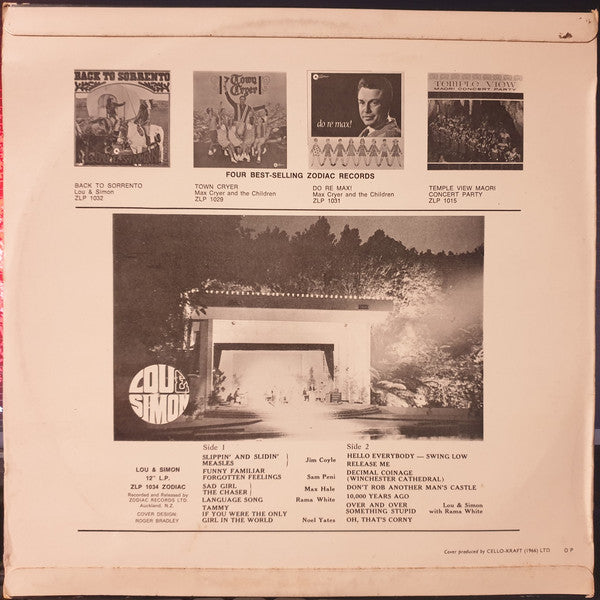 BACK TO SORRENTO
Town
Cryer
do re max!
TEMPLE VIEW
MAORI CONCERT PARTY
FOUR BEST-SELLING ZODIAC RECORDS
BACK TO SORRENTO
Lou & Simon
ZLP 1032
TOWN CRYER
Max Cryer and the Children
ZLP 1029
DO RE MAX!
Max Cryer and the Children
ZLP 1031
TEMPLE VIEW MAORI
CONCERT PARTY
ZLP 1015
LOU &
SIMON
LOU & SIMON
12" L.P.
ZLP 1034 ZODIAC
Recorded and Released by
ZODIAC RECORDS LTD.
Auckland, N.Z.
COVER DESIGN:
ROGER BRADLEY
Side 1
SLIPPIN' AND SLIDIN'
MEASLES
Jim Coyle
FUNNY FAMILIAR
FORGOTTEN FEELINGS
Sam Peni
SAD GIRL
THE CHASER
Max Hale
LANGUAGE SONG
Rama White
TAMMY
IF YOU WERE THE ONLY
GIRL IN THE WORLD
Noel Yates
Side 2
HELLO EVERYBODY — SWING LOW
RELEASE ME
DECIMAL COINAGE
(WINCHESTER CATHEDRAL)
DON'T ROB ANOTHER MAN'S CASTLE
10,000 YEARS AGO
OVER AND OVER
SOMETHING STUPID
Lou & Simon
with Rama White
OH, THAT'S CORNY
Cover produced by CELLO-KRAFT (1966) LTD. O P